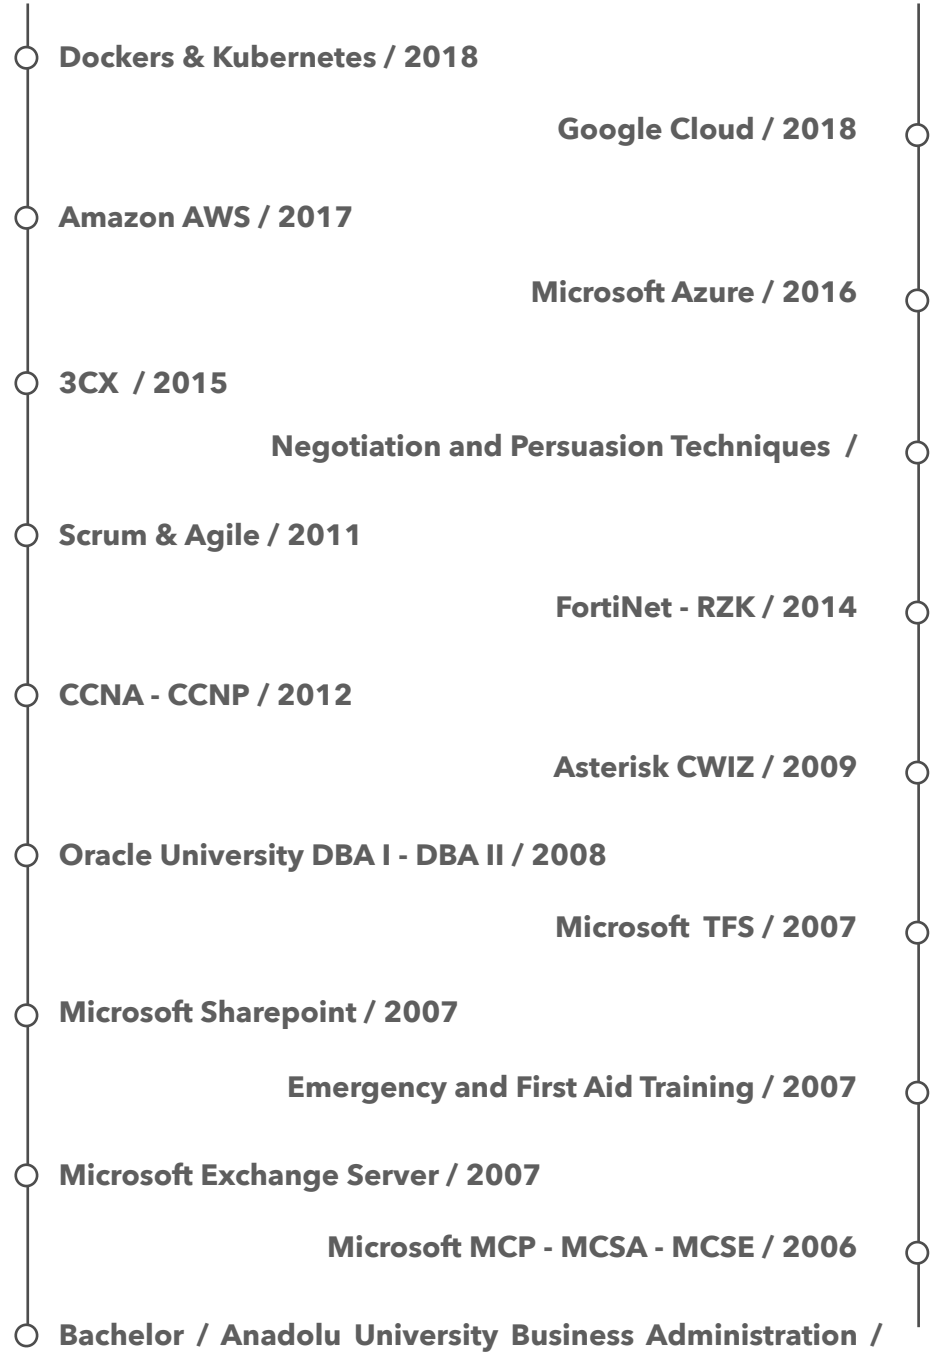 Dockers & Kubernetes / 2018
Google Cloud / 2018
Amazon AWS / 2017
Microsoft Azure / 2016
3CX  / 2015
Negotiation and Persuasion Techniques  /
Scrum & Agile / 2011
FortiNet - RZK / 2014
CCNA - CCNP / 2012
Asterisk CWIZ / 2009
Oracle University DBA I - DBA II / 2008
Microsoft  TFS / 2007
Microsoft Sharepoint / 2007
Emergency and First Aid Training / 2007
Microsoft Exchange Server / 2007
Microsoft MCP - MCSA - MCSE / 2006
Bachelor / Anadolu University Business Administration /